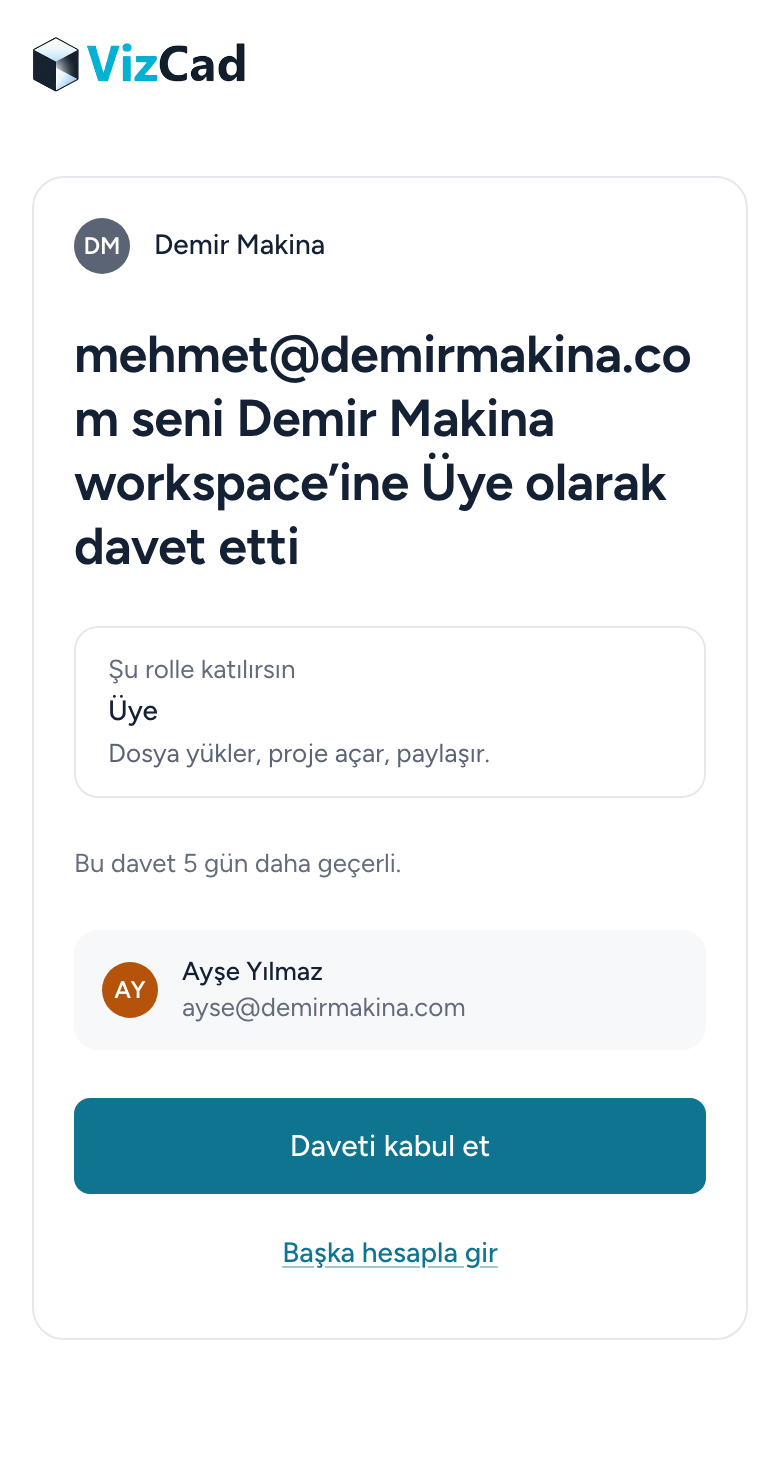 VizCad
DM Demir Makina
mehmet@demirmakina.co
m seni Demir Makina
workspace’ine Üye olarak
davet etti
Şu rolle katılırsın
Üye
Dosya yükler, proje açar, paylaşır.
Bu davet 5 gün daha geçerli.
AY
Ayşe Yılmaz
ayse@demirmakina.com
Daveti kabul et
Başka hesapla gir